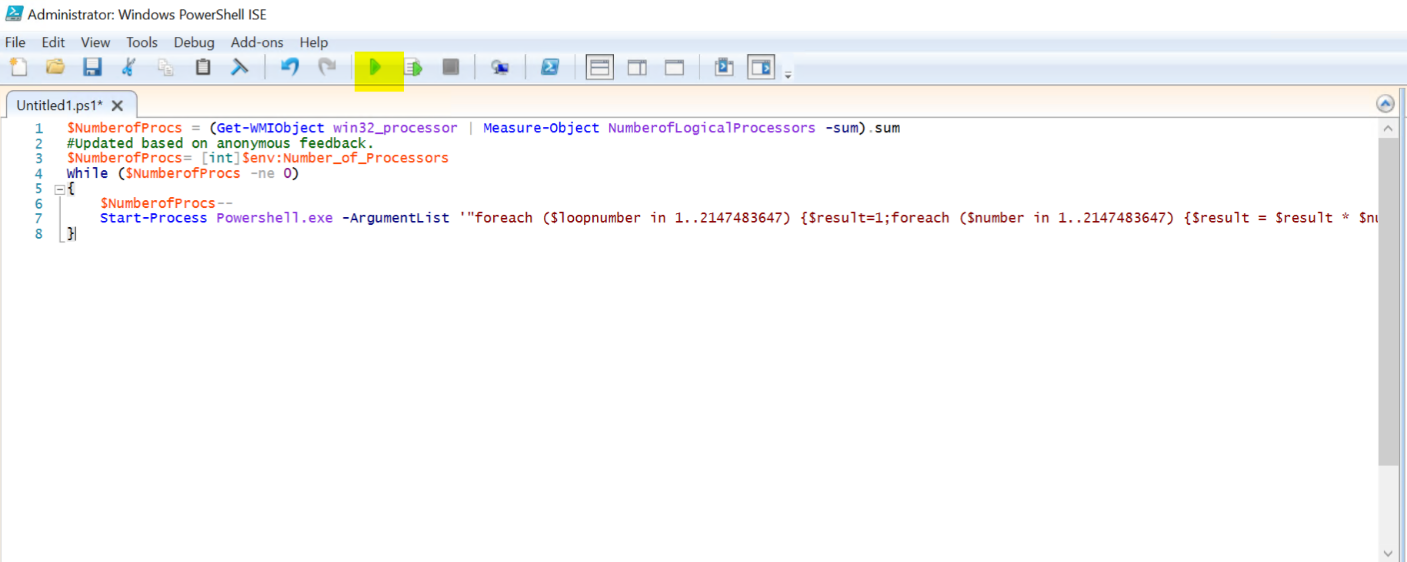 Administrator: Windows PowerShell ISE
File Edit View Tools Debug Add-ons Help
Untitled1.ps1* X
1 $NumberofProcs = (Get-WMIObject win32_processor | Measure-Object NumberofLogicalProcessors -sum).sum
2 #Updated based on anonymous feedback.
3 $NumberofProcs= [int]$env:Number_of_Processors
4 While ($NumberofProcs -ne 0)
5 {
6 $NumberofProcs--
7 Start-Process Powershell.exe -ArgumentList '"foreach ($loopnumber in 1..2147483647) {$result=1;foreach ($number in 1..2147483647) {$result = $result * $nu
8 }